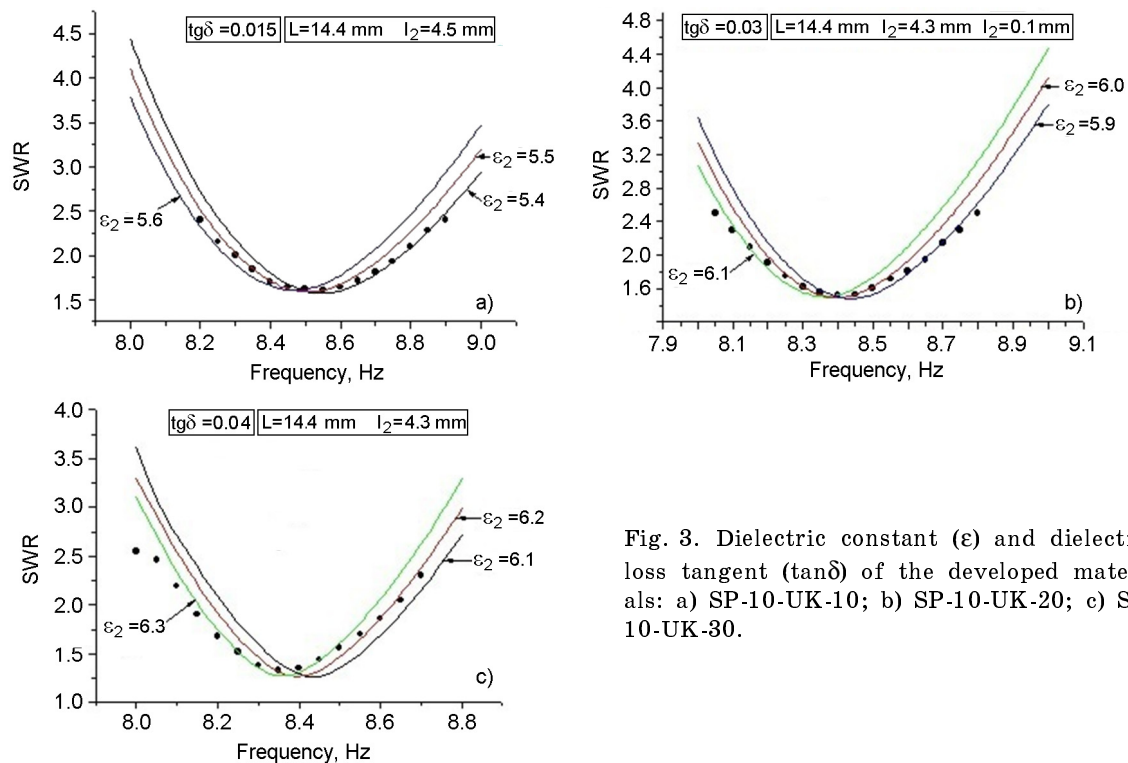 tgδ =0.015 L=14.4 mm l2=4.5 mm
4.5
4.0
3.5
3.0
2.5
2.0
1.5
SWR
ε2 =5.5
ε2 =5.4
ε2 =5.6
a)
8.0 8.2 8.4 8.6 8.8 9.0
Frequency, Hz
tgδ =0.03 L=14.4 mm l2=4.3 mm l2=0.1 mm
4.8
4.4
4.0
3.6
3.2
2.8
2.4
2.0
1.6
1.2
SWR
ε2 =6.0
ε2 =5.9
ε2 =6.1
b)
7.9 8.1 8.3 8.5 8.7 8.9 9.1
Frequency, Hz
tgδ =0.04 L=14.4 mm l2=4.3 mm
4.0
3.5
3.0
2.5
2.0
1.5
1.0
SWR
ε2 =6.2
ε2 =6.1
ε2 =6.3
c)
8.0 8.2 8.4 8.6 8.8
Frequency, Hz
Fig. 3. Dielectric constant (ε) and dielectri
loss tangent (tanδ) of the developed mater
als: a) SP-10-UK-10; b) SP-10-UK-20; c) S
10-UK-30.